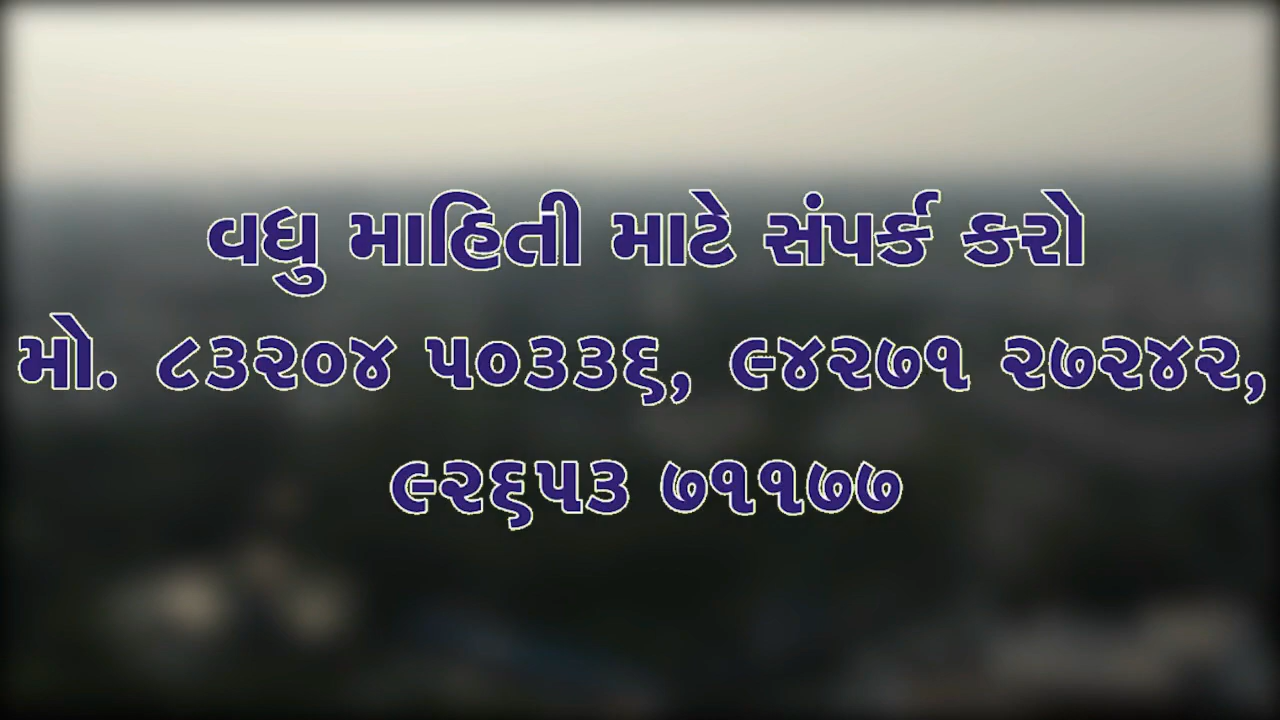 વધુ માહિતી માટે સંપર્ક કરો
મો. ૮૩૨૦૪ ૫૦૩૩૬, ૯૪૨૭૧ ૨૭૨૪૨,
૯૨૬૫૩ ૭૧૧૭૭